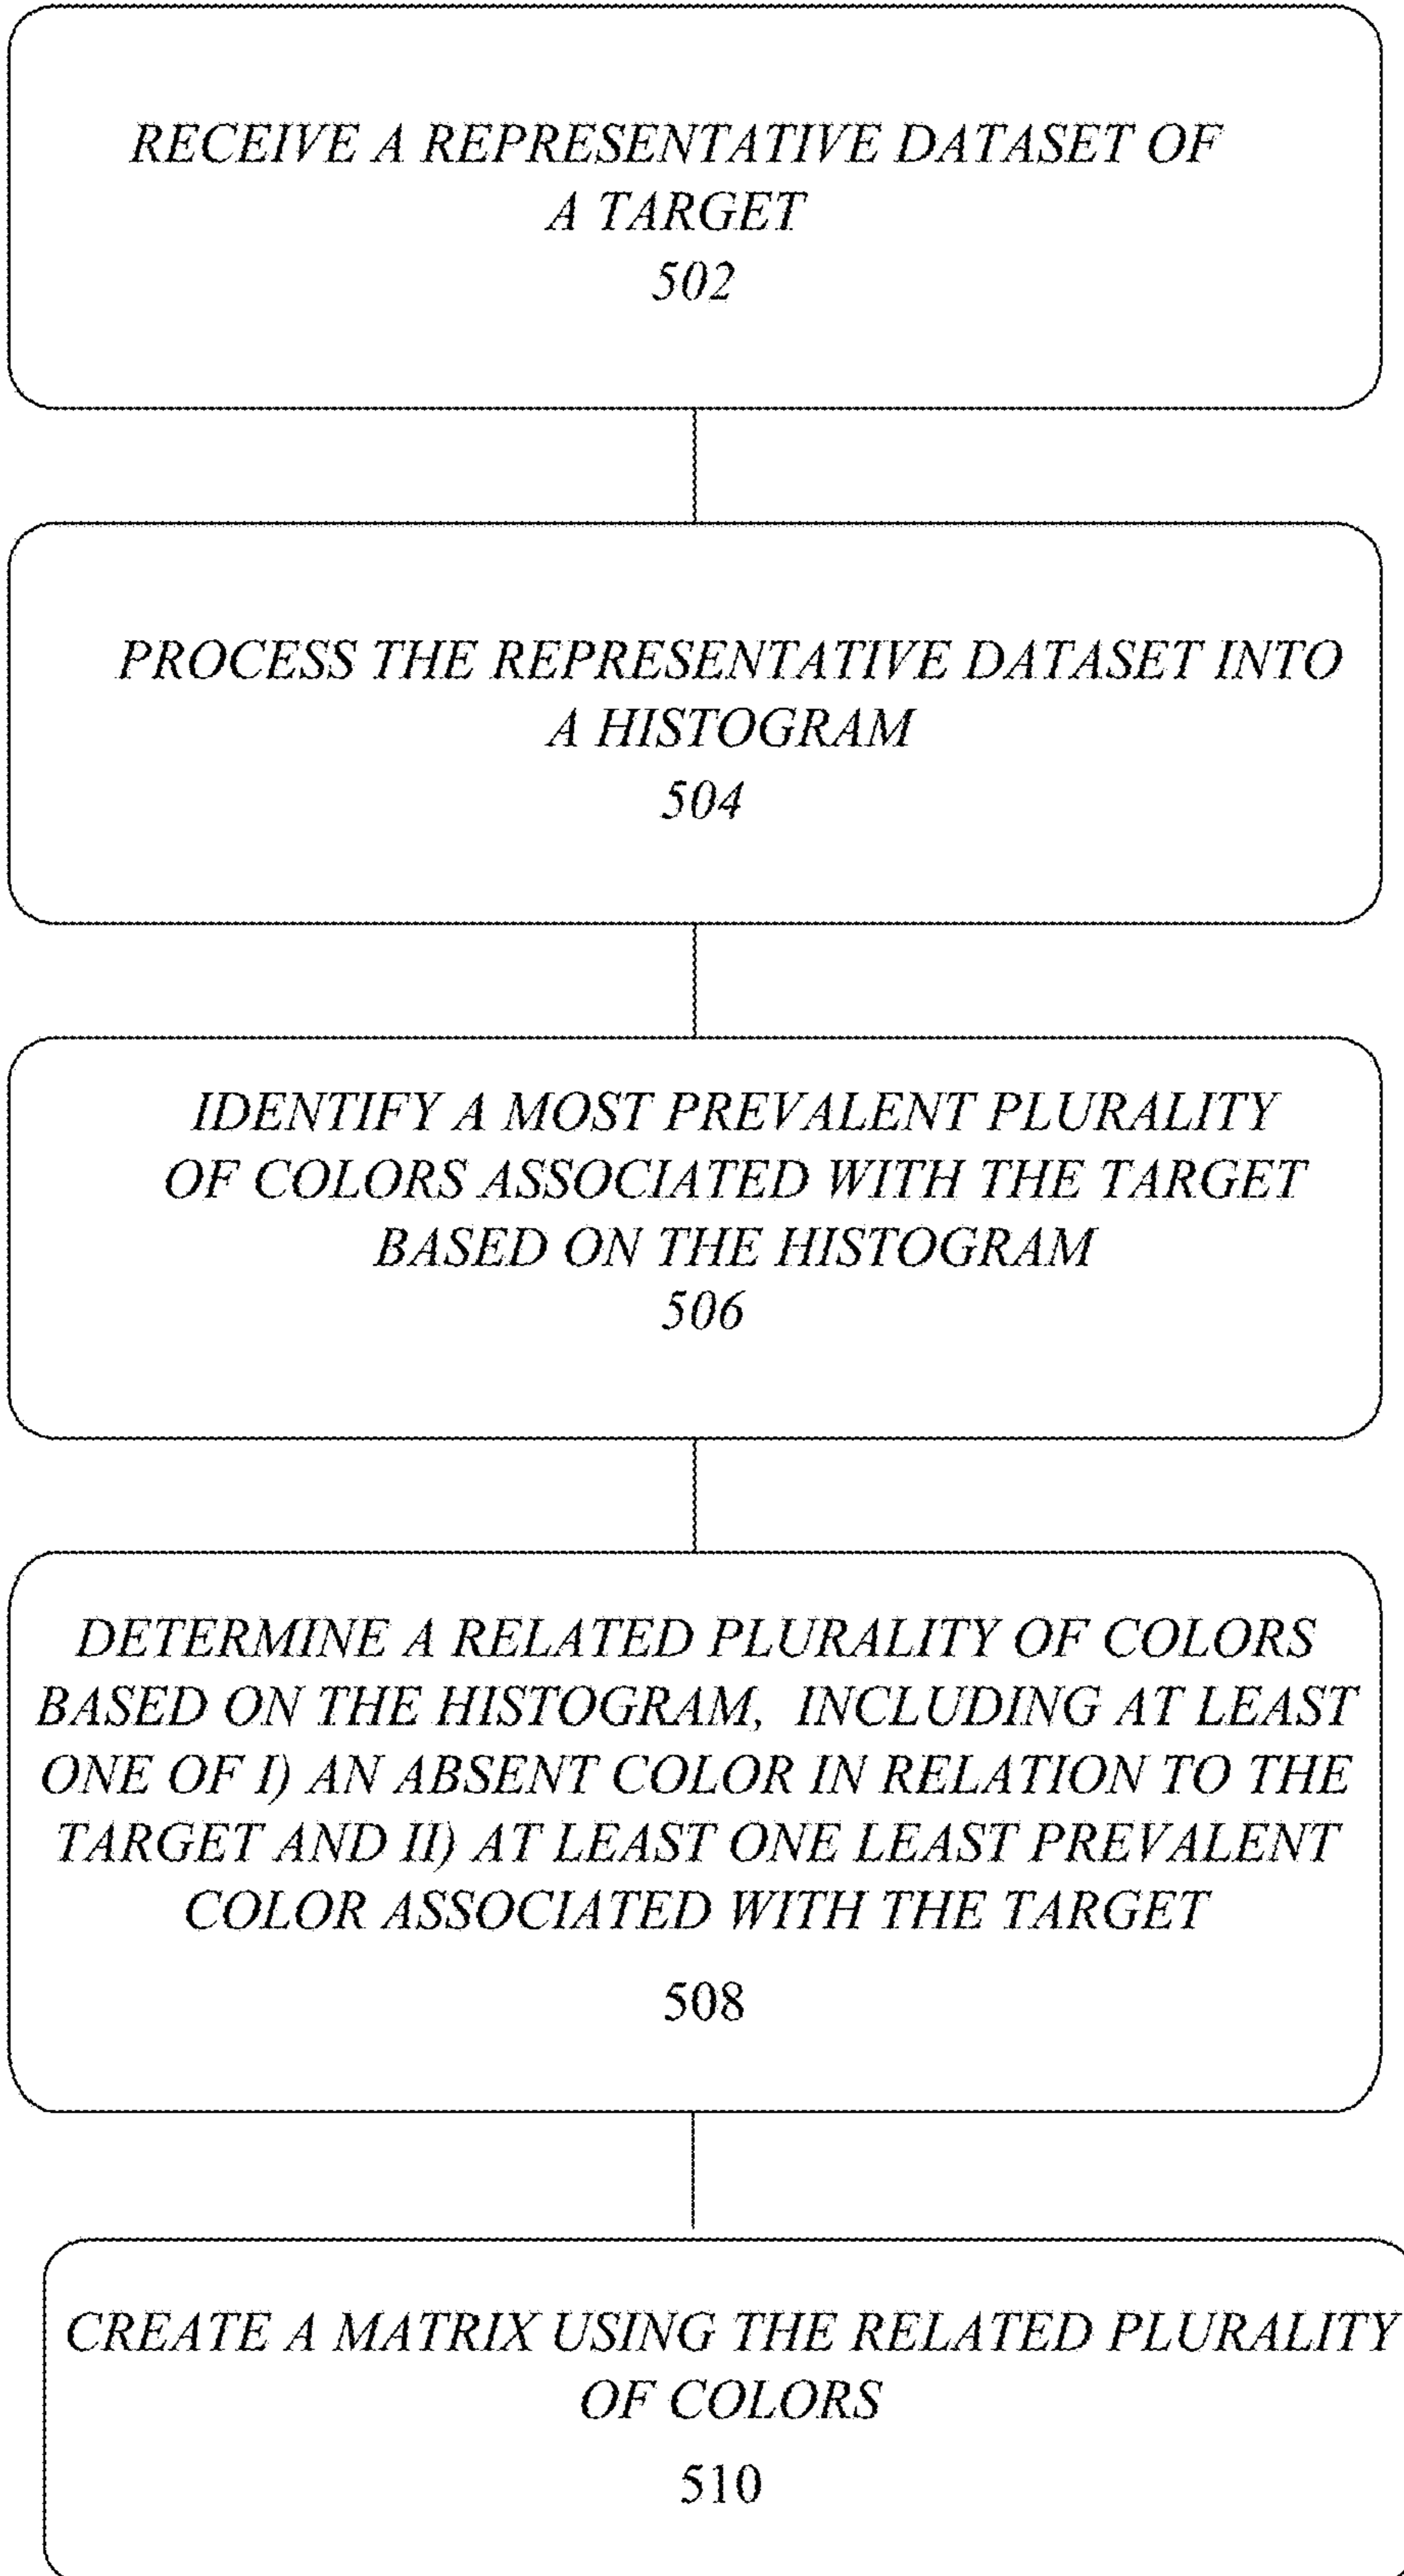 RECEIVE A REPRESENTATIVE DATASET OF
A TARGET
502
PROCESS THE REPRESENTATIVE DATASET INTO
A HISTOGRAM
504
IDENTIFY A MOST PREVALENT PLURALITY
OF COLORS ASSOCIATED WITH THE TARGET
BASED ON THE HISTOGRAM
506
DETERMINE A RELATED PLURALITY OF COLORS
BASED ON THE HISTOGRAM, INCLUDING AT LEAST
ONE OF I) AN ABSENT COLOR IN RELATION TO THE
TARGET AND II) AT LEAST ONE LEAST PREVALENT
COLOR ASSOCIATED WITH THE TARGET
508
CREATE A MATRIX USING THE RELATED PLURALITY
OF COLORS
510